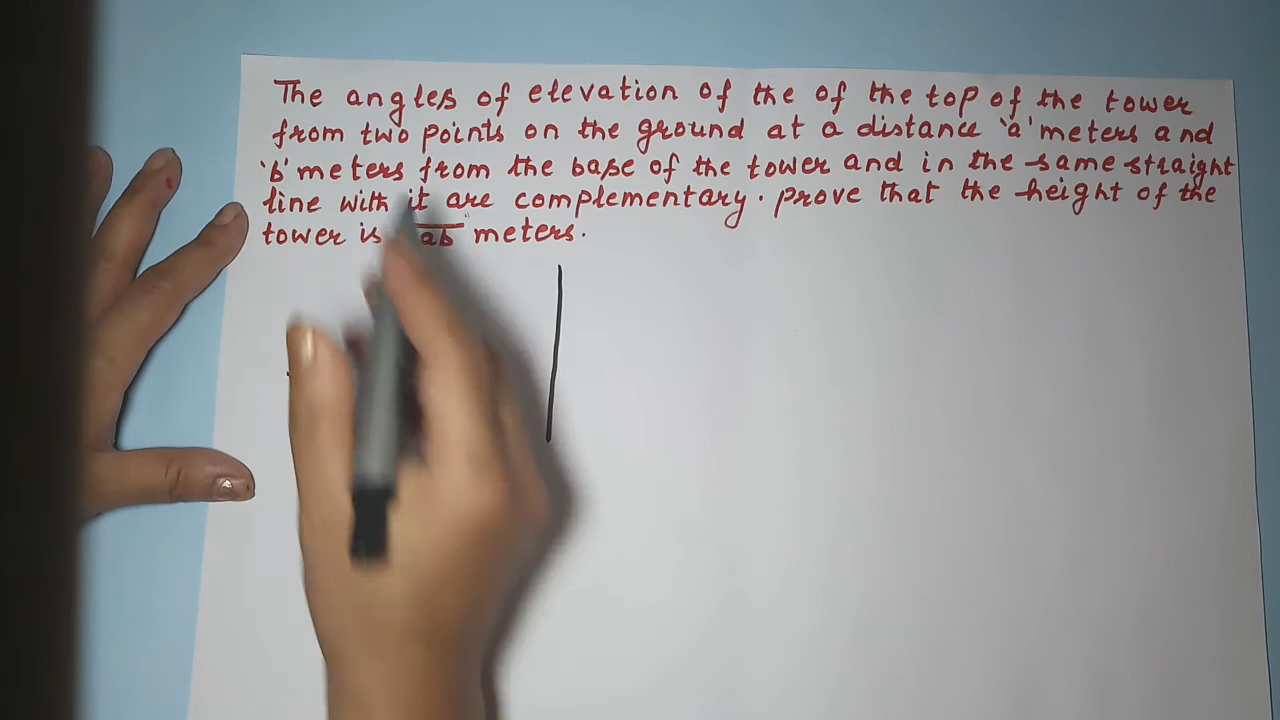 The angles of elevation of the of the top of the tower
from two points on the ground at a distance 'a' meters and
'b' meters from the base of the tower and in the same straight
line with it are complementary. prove that the height of the
tower is ab meters.